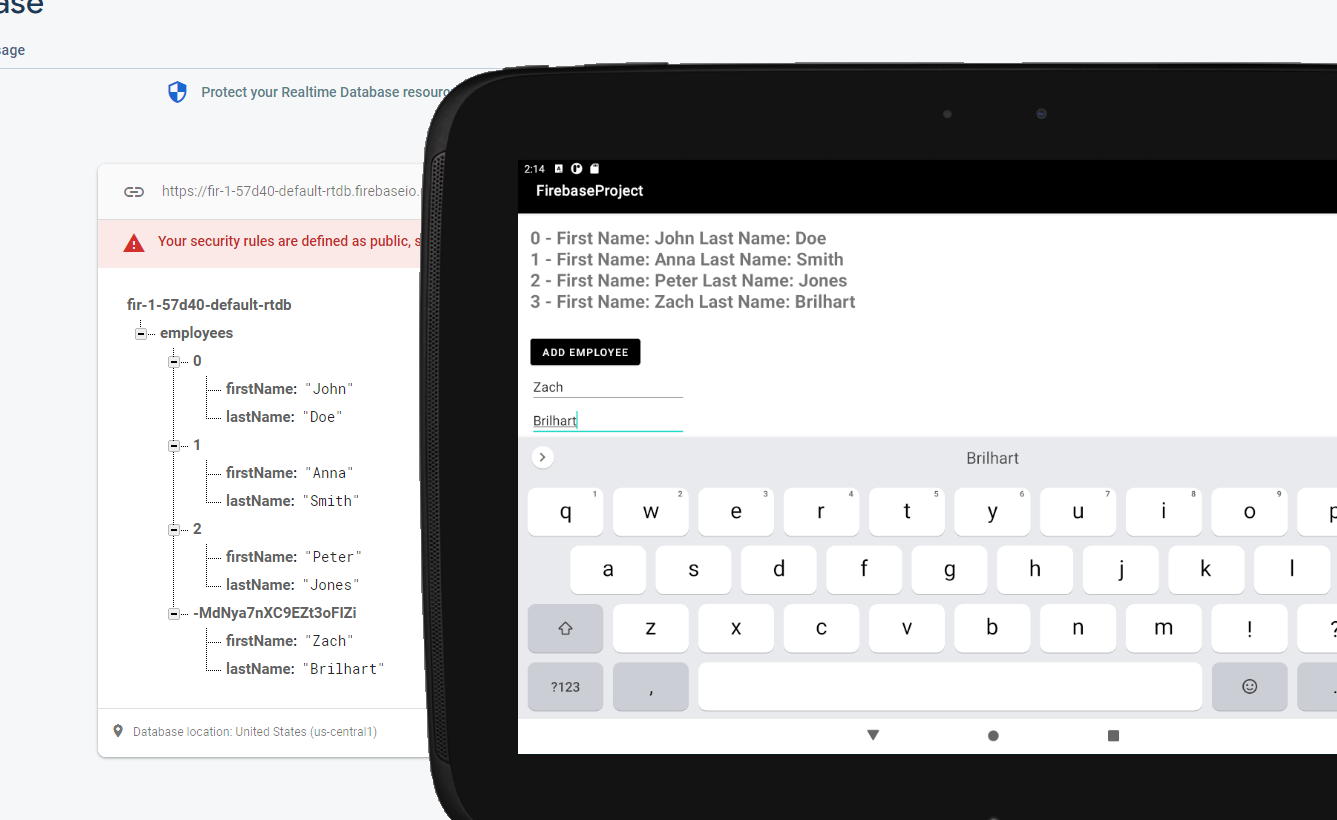 ase
sage
Protect your Realtime Database resour
https://fir-1-57d40-default-rtdb.firebaseio.
Your security rules are defined as public, s
fir-1-57d40-default-rtdb
employees
0
firstName: "John"
lastName: "Doe"
1
firstName: "Anna"
lastName: "Smith"
2
firstName: "Peter"
lastName: "Jones"
-MdNya7nXC9EZt3oFIZi
firstName: "Zach"
lastName: "Brilhart"
Database location: United States (us-central1)
2:14
FirebaseProject
0 - First Name: John Last Name: Doe
1 - First Name: Anna Last Name: Smith
2 - First Name: Peter Last Name: Jones
3 - First Name: Zach Last Name: Brilhart
ADD EMPLOYEE
Zach
Brilhart
Brilhart
q 1 w 2 e 3 r 4 t 5 y 6 u 7 i 8 o 9 p
a s d f g h j k l
z x c v b n m ! ?
?123 , .